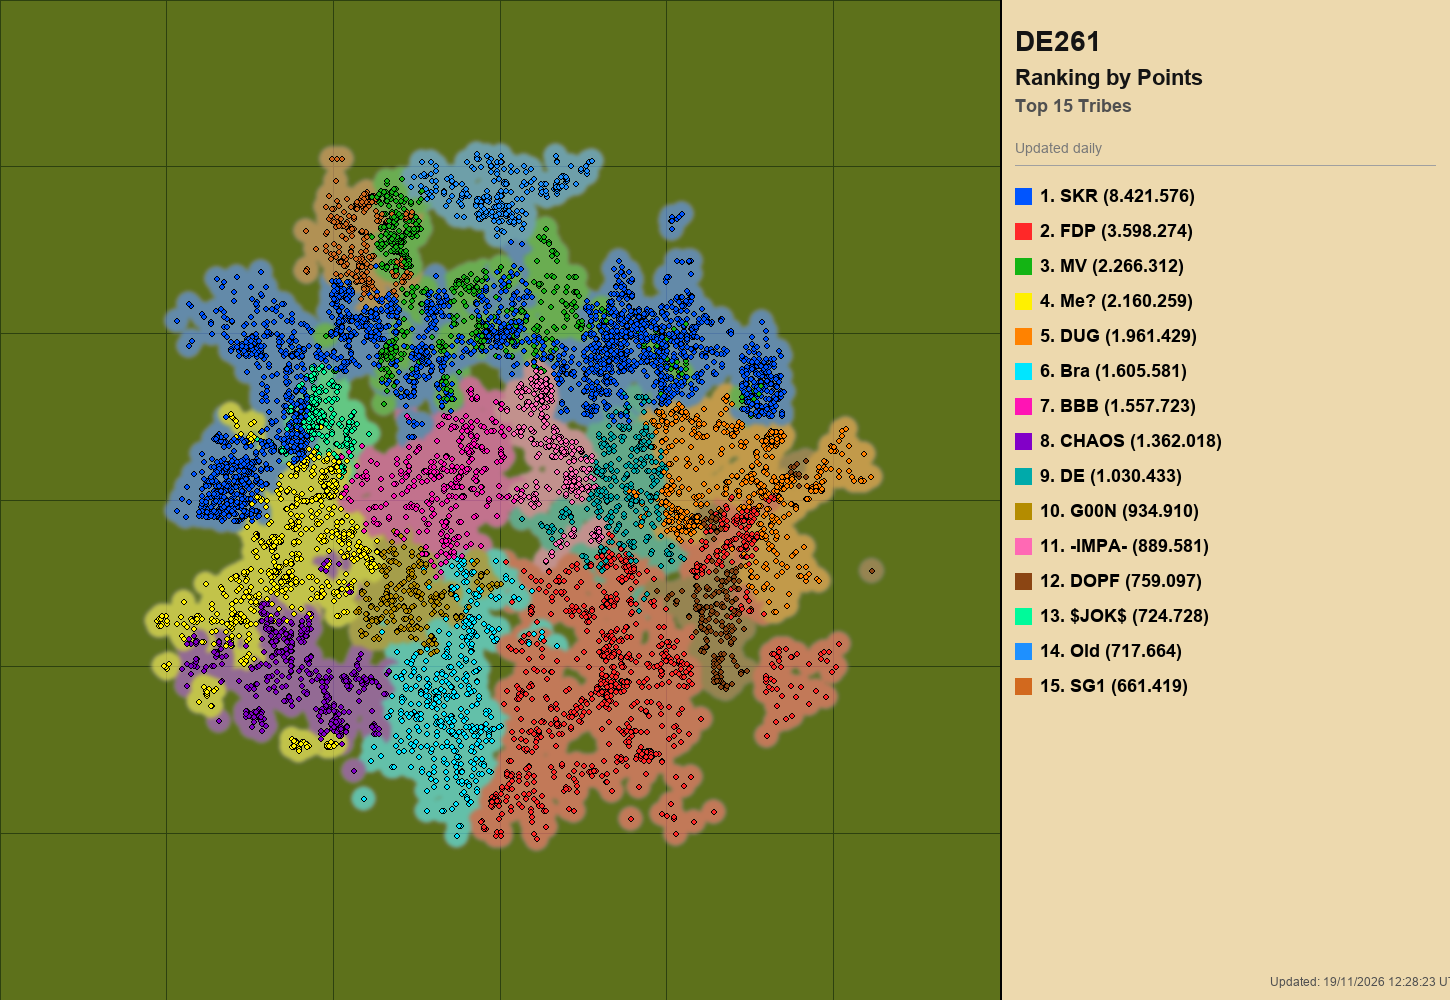 DE261
Ranking by Points
Top 15 Tribes
Updated daily
1. SKR (8.421.576)
2. FDP (3.598.274)
3. MV (2.266.312)
4. Me? (2.160.259)
5. DUG (1.961.429)
6. Bra (1.605.581)
7. BBB (1.557.723)
8. CHAOS (1.362.018)
9. DE (1.030.433)
10. G00N (934.910)
11. -IMPA- (889.581)
12. DOPF (759.097)
13. $JOK$ (724.728)
14. Old (717.664)
15. SG1 (661.419)
Updated: 19/11/2026 12:28:23 U